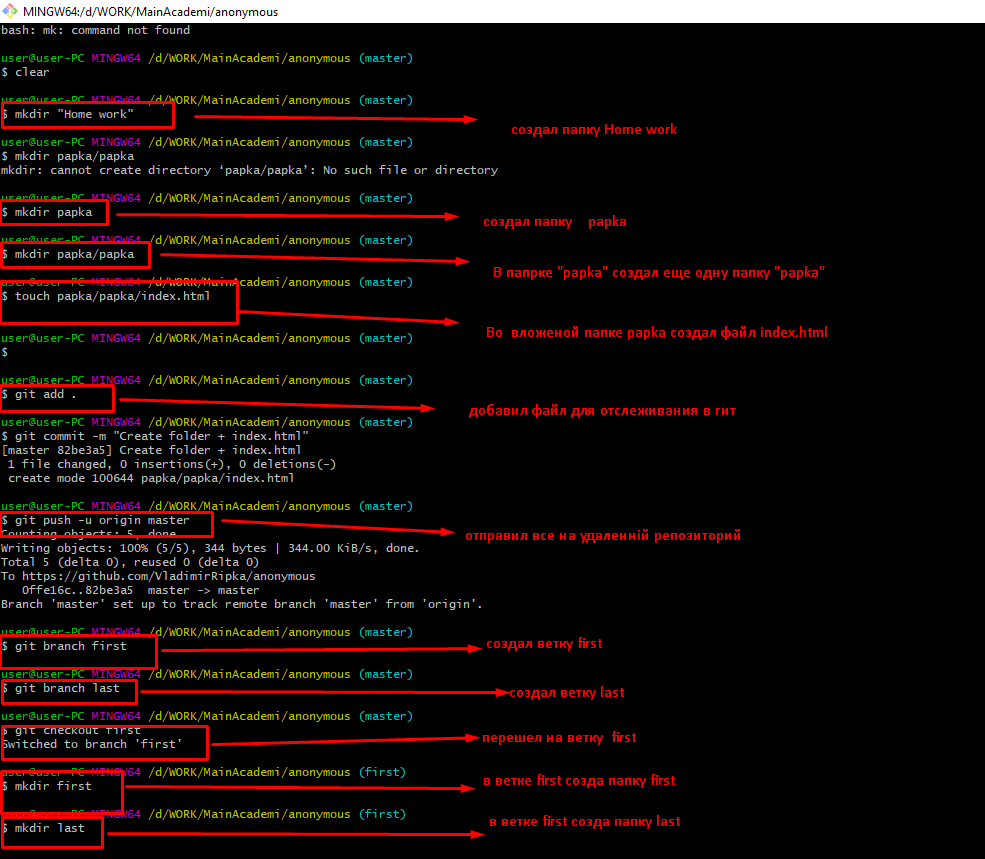 MINGW64:/d/WORK/MainAcademi/anonymous
bash: mk: command not found
user@user-PC MINGW64 /d/WORK/MainAcademi/anonymous (master)
$ clear
user@user-PC MINGW64 /d/WORK/MainAcademi/anonymous (master)
$ mkdir "Home work"
создал папку Home work
user@user-PC MINGW64 /d/WORK/MainAcademi/anonymous (master)
$ mkdir papka/papka
mkdir: cannot create directory ‘papka/papka’: No such file or directory
user@user-PC MINGW64 /d/WORK/MainAcademi/anonymous (master)
$ mkdir papka
создал папку papka
user@user-PC MINGW64 /d/WORK/MainAcademi/anonymous (master)
$ mkdir papka/papka
В папрке "papka" создал еще одну папку "papka"
user@user-PC MINGW64 /d/WORK/MainAcademi/anonymous (master)
$ touch papka/papka/index.html
Во вложеной папке papka создал файл index.html
user@user-PC MINGW64 /d/WORK/MainAcademi/anonymous (master)
$
user@user-PC MINGW64 /d/WORK/MainAcademi/anonymous (master)
$ git add .
добавил файл для отслеживания в гит
user@user-PC MINGW64 /d/WORK/MainAcademi/anonymous (master)
$ git commit -m "Create folder + index.html"
[master 82be3a5] Create folder + index.html
1 file changed, 0 insertions(+), 0 deletions(-)
create mode 100644 papka/papka/index.html
user@user-PC MINGW64 /d/WORK/MainAcademi/anonymous (master)
$ git push -u origin master
отправил все на удаленній репозиторий
Counting objects: 5, done.
Writing objects: 100% (5/5), 344 bytes | 344.00 KiB/s, done.
Total 5 (delta 0), reused 0 (delta 0)
To https://github.com/VladimirRipka/anonymous
0ffe16c..82be3a5 master -> master
Branch 'master' set up to track remote branch 'master' from 'origin'.
user@user-PC MINGW64 /d/WORK/MainAcademi/anonymous (master)
$ git branch first
создал ветку first
user@user-PC MINGW64 /d/WORK/MainAcademi/anonymous (master)
$ git branch last
создал ветку last
user@user-PC MINGW64 /d/WORK/MainAcademi/anonymous (master)
$ git checkout first
Switched to branch 'first'
перешел на ветку first
user@user-PC MINGW64 /d/WORK/MainAcademi/anonymous (first)
$ mkdir first
в ветке first созда папку first
user@user-PC MINGW64 /d/WORK/MainAcademi/anonymous (first)
$ mkdir last
в ветке first созда папку last